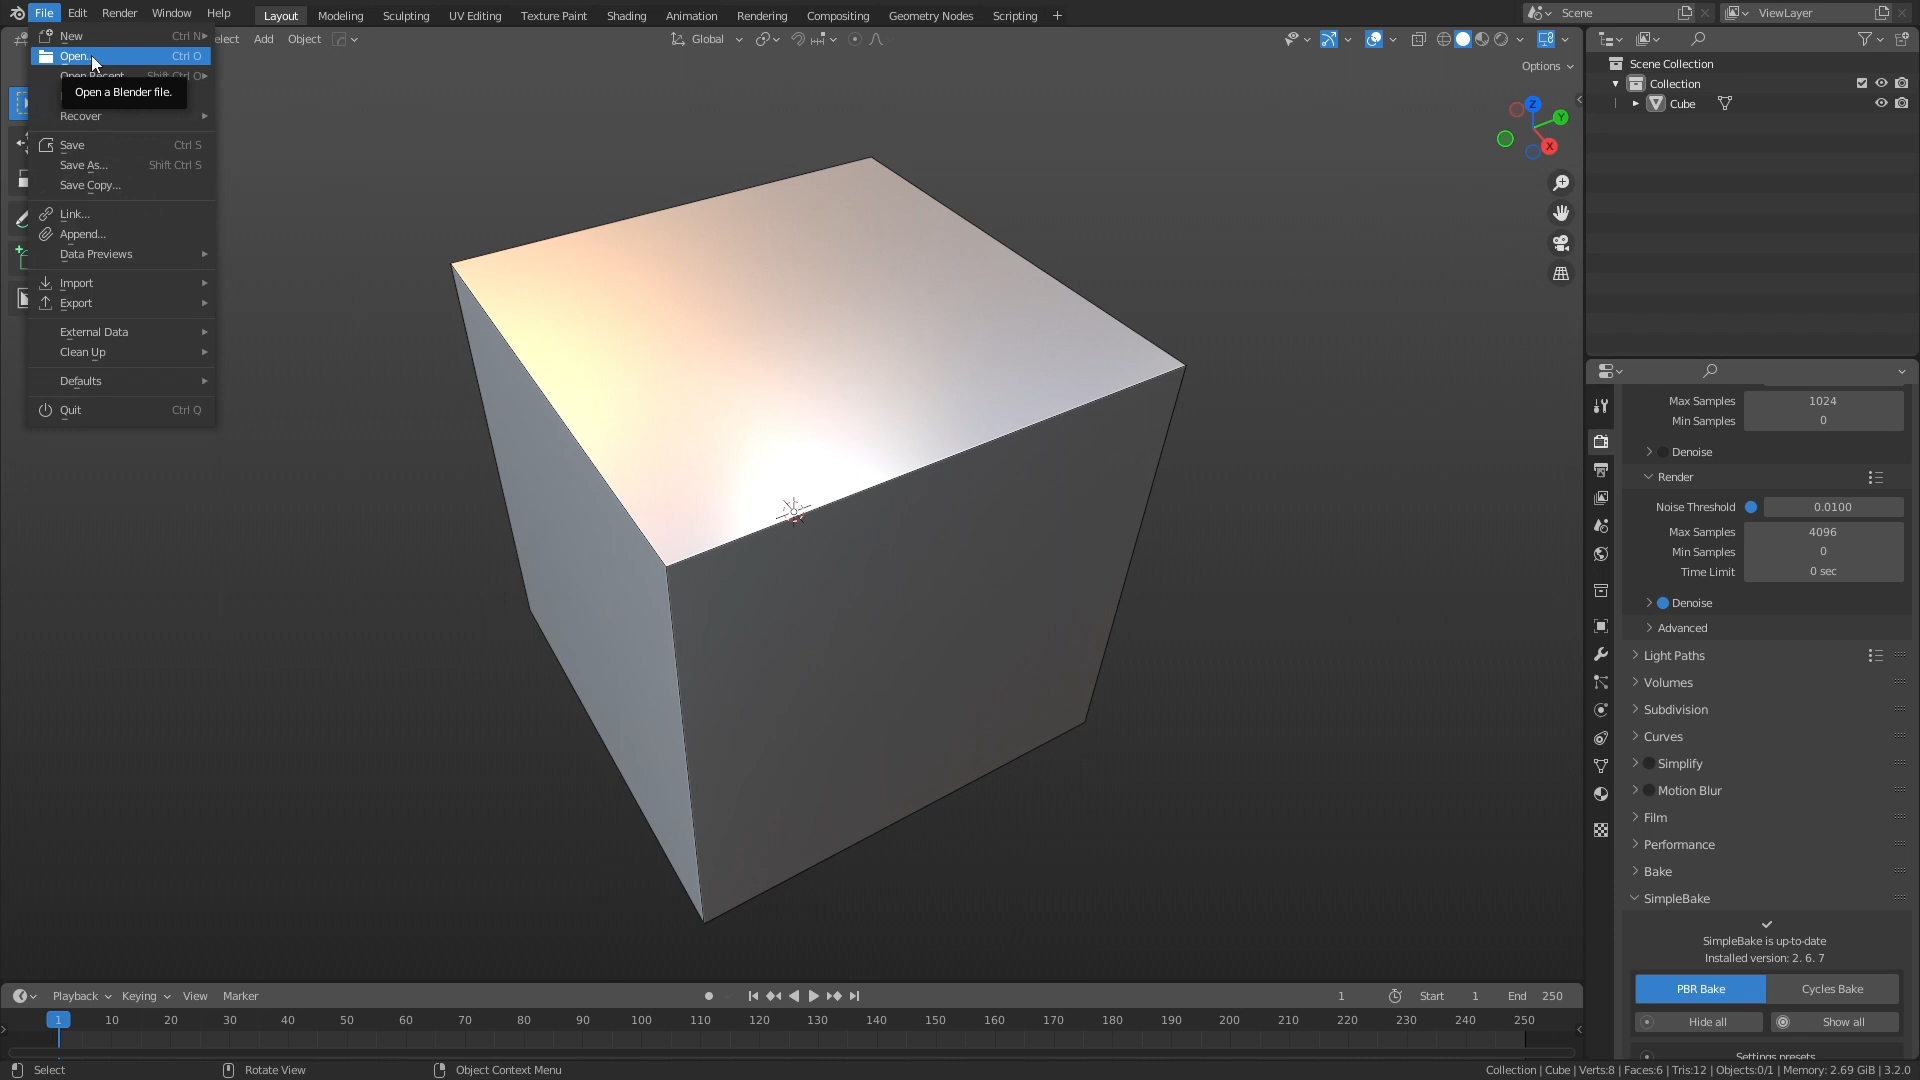 File Edit Render Window Help Layout Modeling Sculpting UV Editing Texture Paint Shading Animation Rendering Compositing Geometry Nodes Scripting + Scene ViewLayer
Add Object Global
Options
New Ctrl N
Open... Ctrl O
Open Recent Shift Ctrl O
Open a Blender file.
Recover
Save Ctrl S
Save As... Shift Ctrl S
Save Copy...
Link...
Append...
Data Previews
Import
Export
External Data
Clean Up
Defaults
Quit Ctrl Q
Z
Y
X
Scene Collection
Collection
Cube
Max Samples 1024
Min Samples 0
Denoise
Render
Noise Threshold 0.0100
Max Samples 4096
Min Samples 0
Time Limit 0 sec
Denoise
Advanced
Light Paths
Volumes
Subdivision
Curves
Simplify
Motion Blur
Film
Performance
Bake
SimpleBake
SimpleBake is up-to-date
Installed version: 2. 6. 7
PBR Bake Cycles Bake
Hide all Show all
Settings presets
Playback Keying View Marker 1 Start 1 End 250
1 10 20 30 40 50 60 70 80 90 100 110 120 130 140 150 160 170 180 190 200 210 220 230 240 250
Select Rotate View Object Context Menu Collection | Cube | Verts:8 | Faces:6 | Tris:12 | Objects:0/1 | Memory: 2.69 GiB | 3.2.0